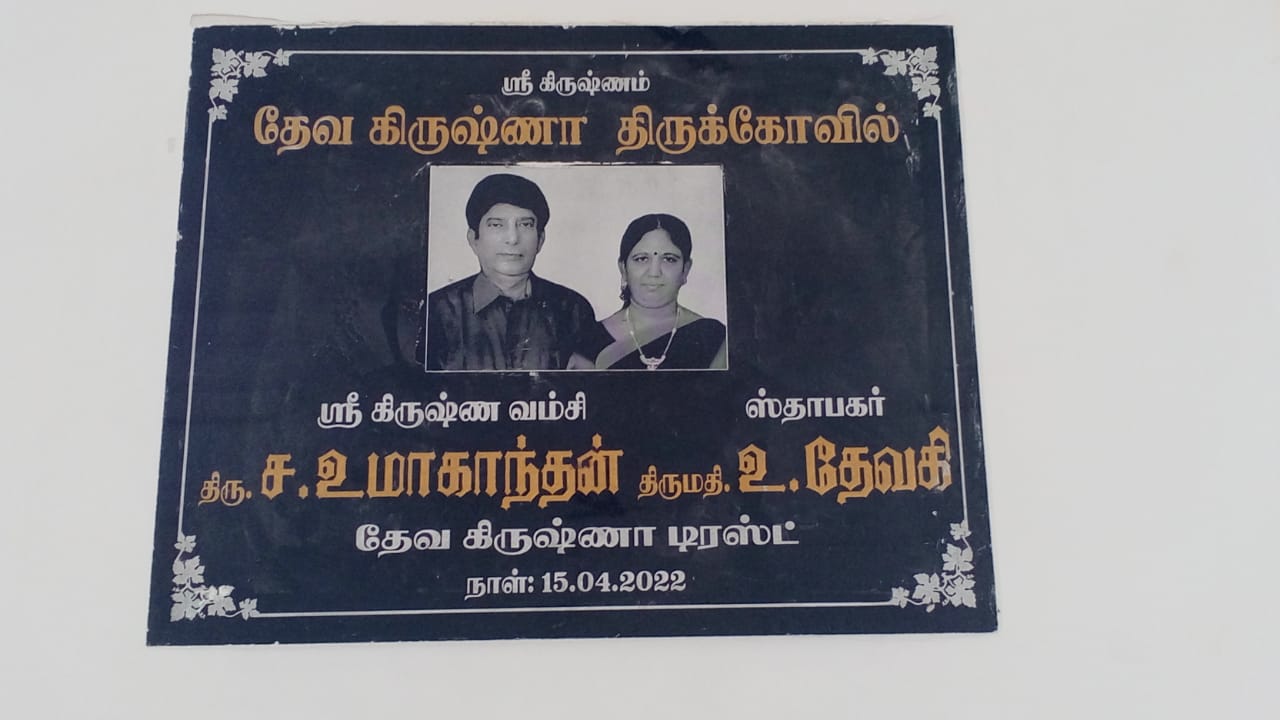 ஸ்ரீ கிருஷ்ணம்
தேவ கிருஷ்ணா திருக்கோவில்
ஸ்ரீ கிருஷ்ண வம்சி ஸ்தாபகர்
திரு. ச.உமாகாந்தன் திருமதி. உ.தேவகி
தேவ கிருஷ்ணா டிரஸ்ட்
நாள்: 15.04.2022